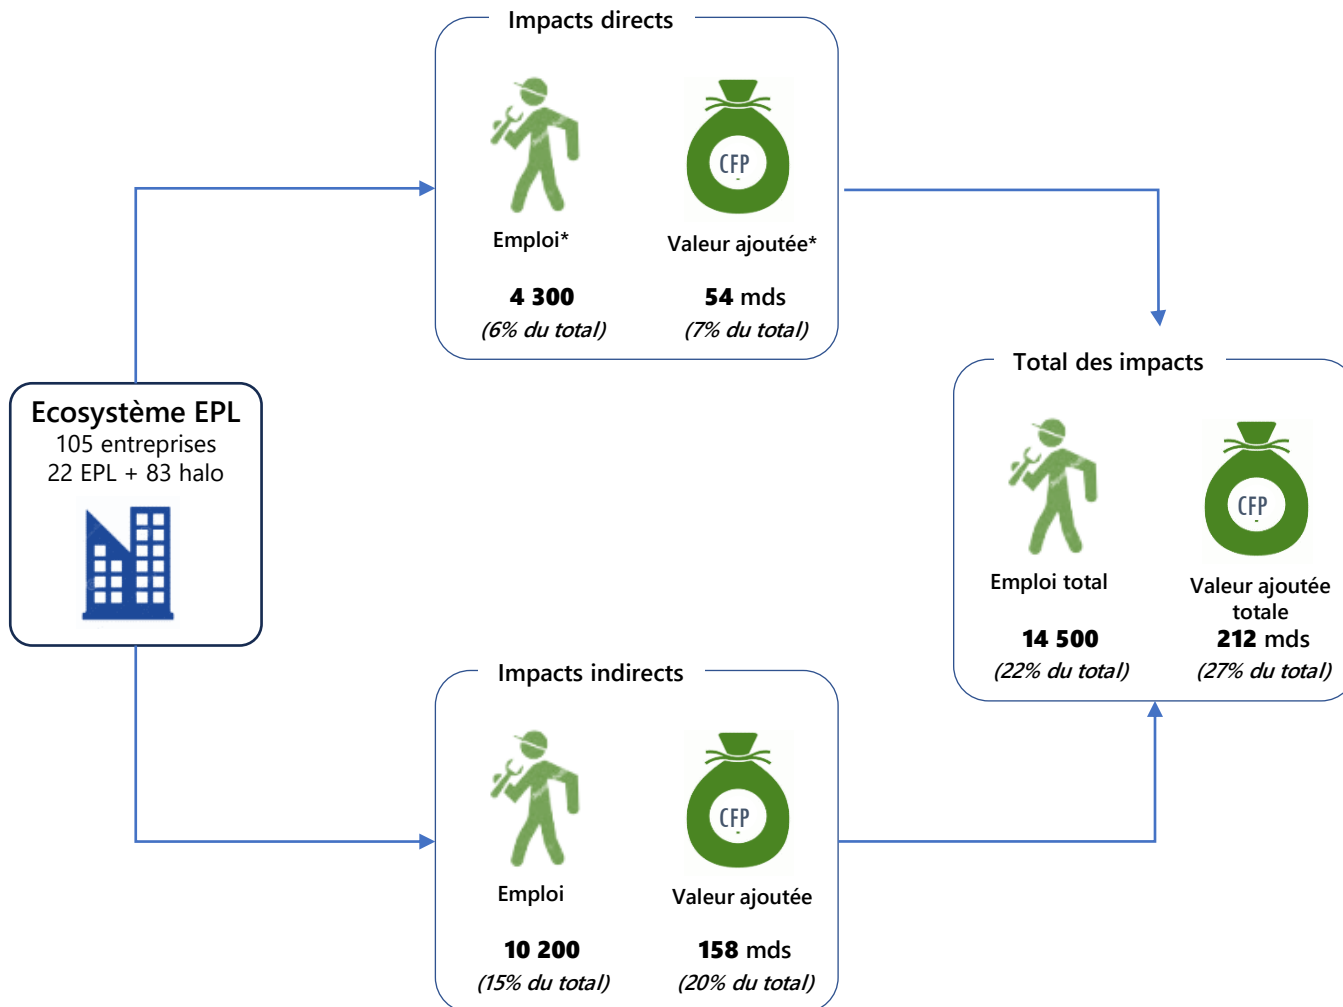 Impacts directs
CFP
Emploi*
Valeur ajoutée*
4 300
54 mds
(6% du total)
(7% du total)
Ecosystème EPL
105 entreprises
22 EPL + 83 halo
Total des impacts
CFP
Emploi total
Valeur ajoutée
totale
14 500
212 mds
(22% du total)
(27% du total)
Impacts indirects
CFP
Emploi
Valeur ajoutée
10 200
158 mds
(15% du total)
(20% du total)